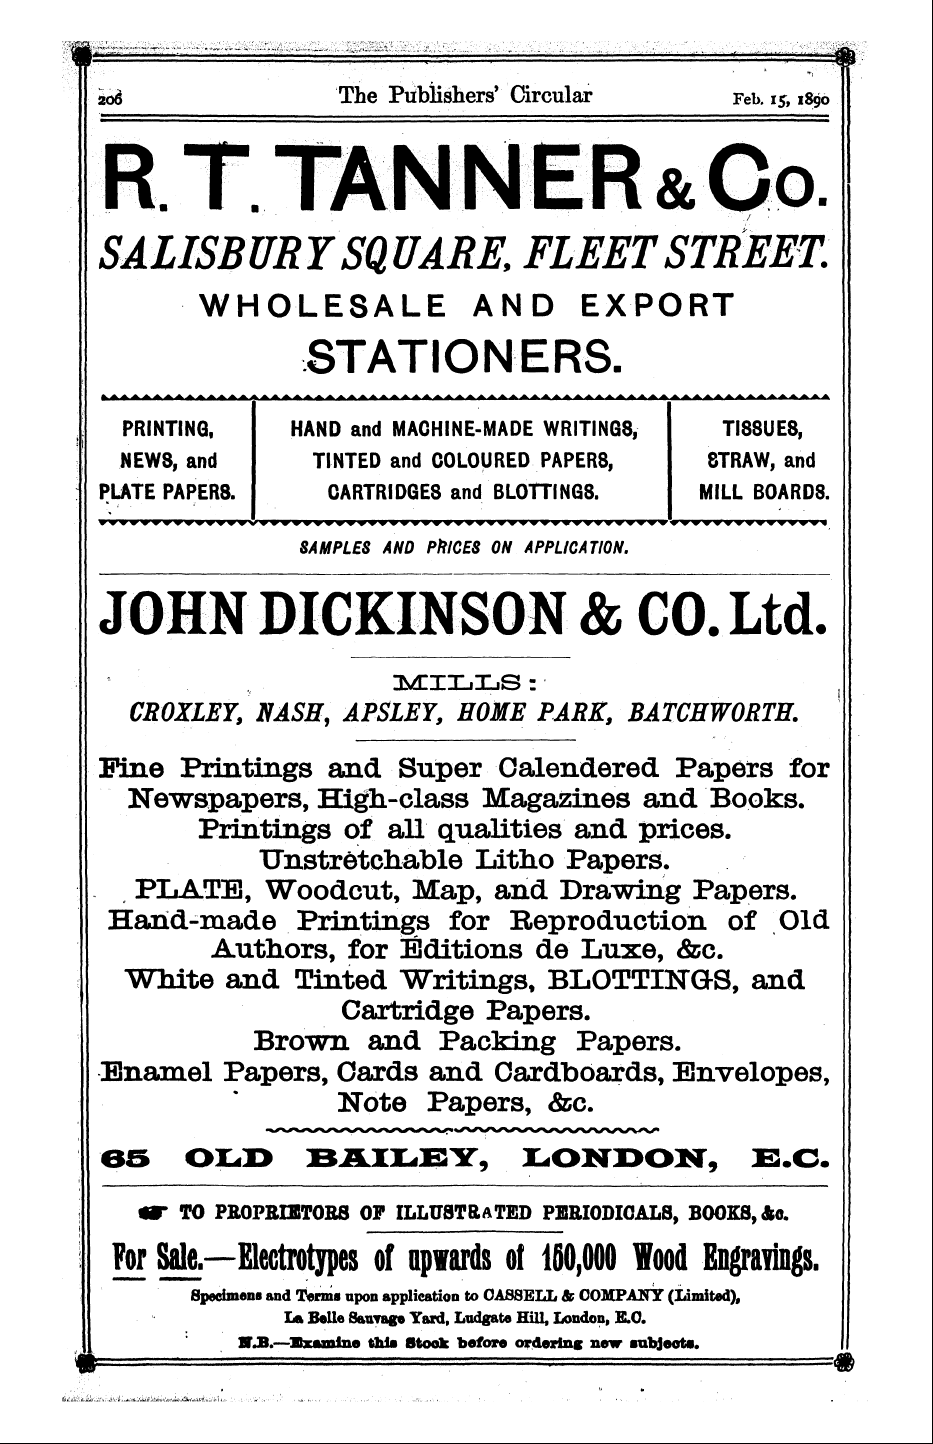 206 The Publishers' Circular Feb. 15, 1890
R. T. TANNER & Co.
SALISBURY SQUARE, FLEET STREET.
WHOLESALE AND EXPORT
STATIONERS.
PRINTING,
NEWS, and
PLATE PAPERS.
HAND and MACHINE-MADE WRITINGS,
TINTED and COLOURED PAPERS,
CARTRIDGES and BLOTTINGS.
TISSUES,
STRAW, and
MILL BOARDS.
SAMPLES AND PRICES ON APPLICATION.
JOHN DICKINSON & CO. Ltd.
MILLS:
CROXLEY, NASH, APSLEY, HOME PARK, BATCHWORTH.
Fine Printings and Super Calendered Papers for
Newspapers, High-class Magazines and Books.
Printings of all qualities and prices.
Unstretchable Litho Papers.
PLATE, Woodcut, Map, and Drawing Papers.
Hand-made Printings for Reproduction of Old
Authors, for Editions de Luxe, &c.
White and Tinted Writings, BLOTTINGS, and
Cartridge Papers.
Brown and Packing Papers.
Enamel Papers, Cards and Cardboards, Envelopes,
Note Papers, &c.
65 OLD BAILEY, LONDON, E.C.
☛ TO PROPRIETORS OF ILLUSTRATED PERIODICALS, BOOKS, &c.
For Sale.—Electrotypes of upwards of 150,000 Wood Engravings.
Specimens and Terms upon application to CASSELL & COMPANY (Limited),
La Belle Sauvage Yard, Ludgate Hill, London, E.C.
N.B.—Examine this Stock before ordering new subjects.